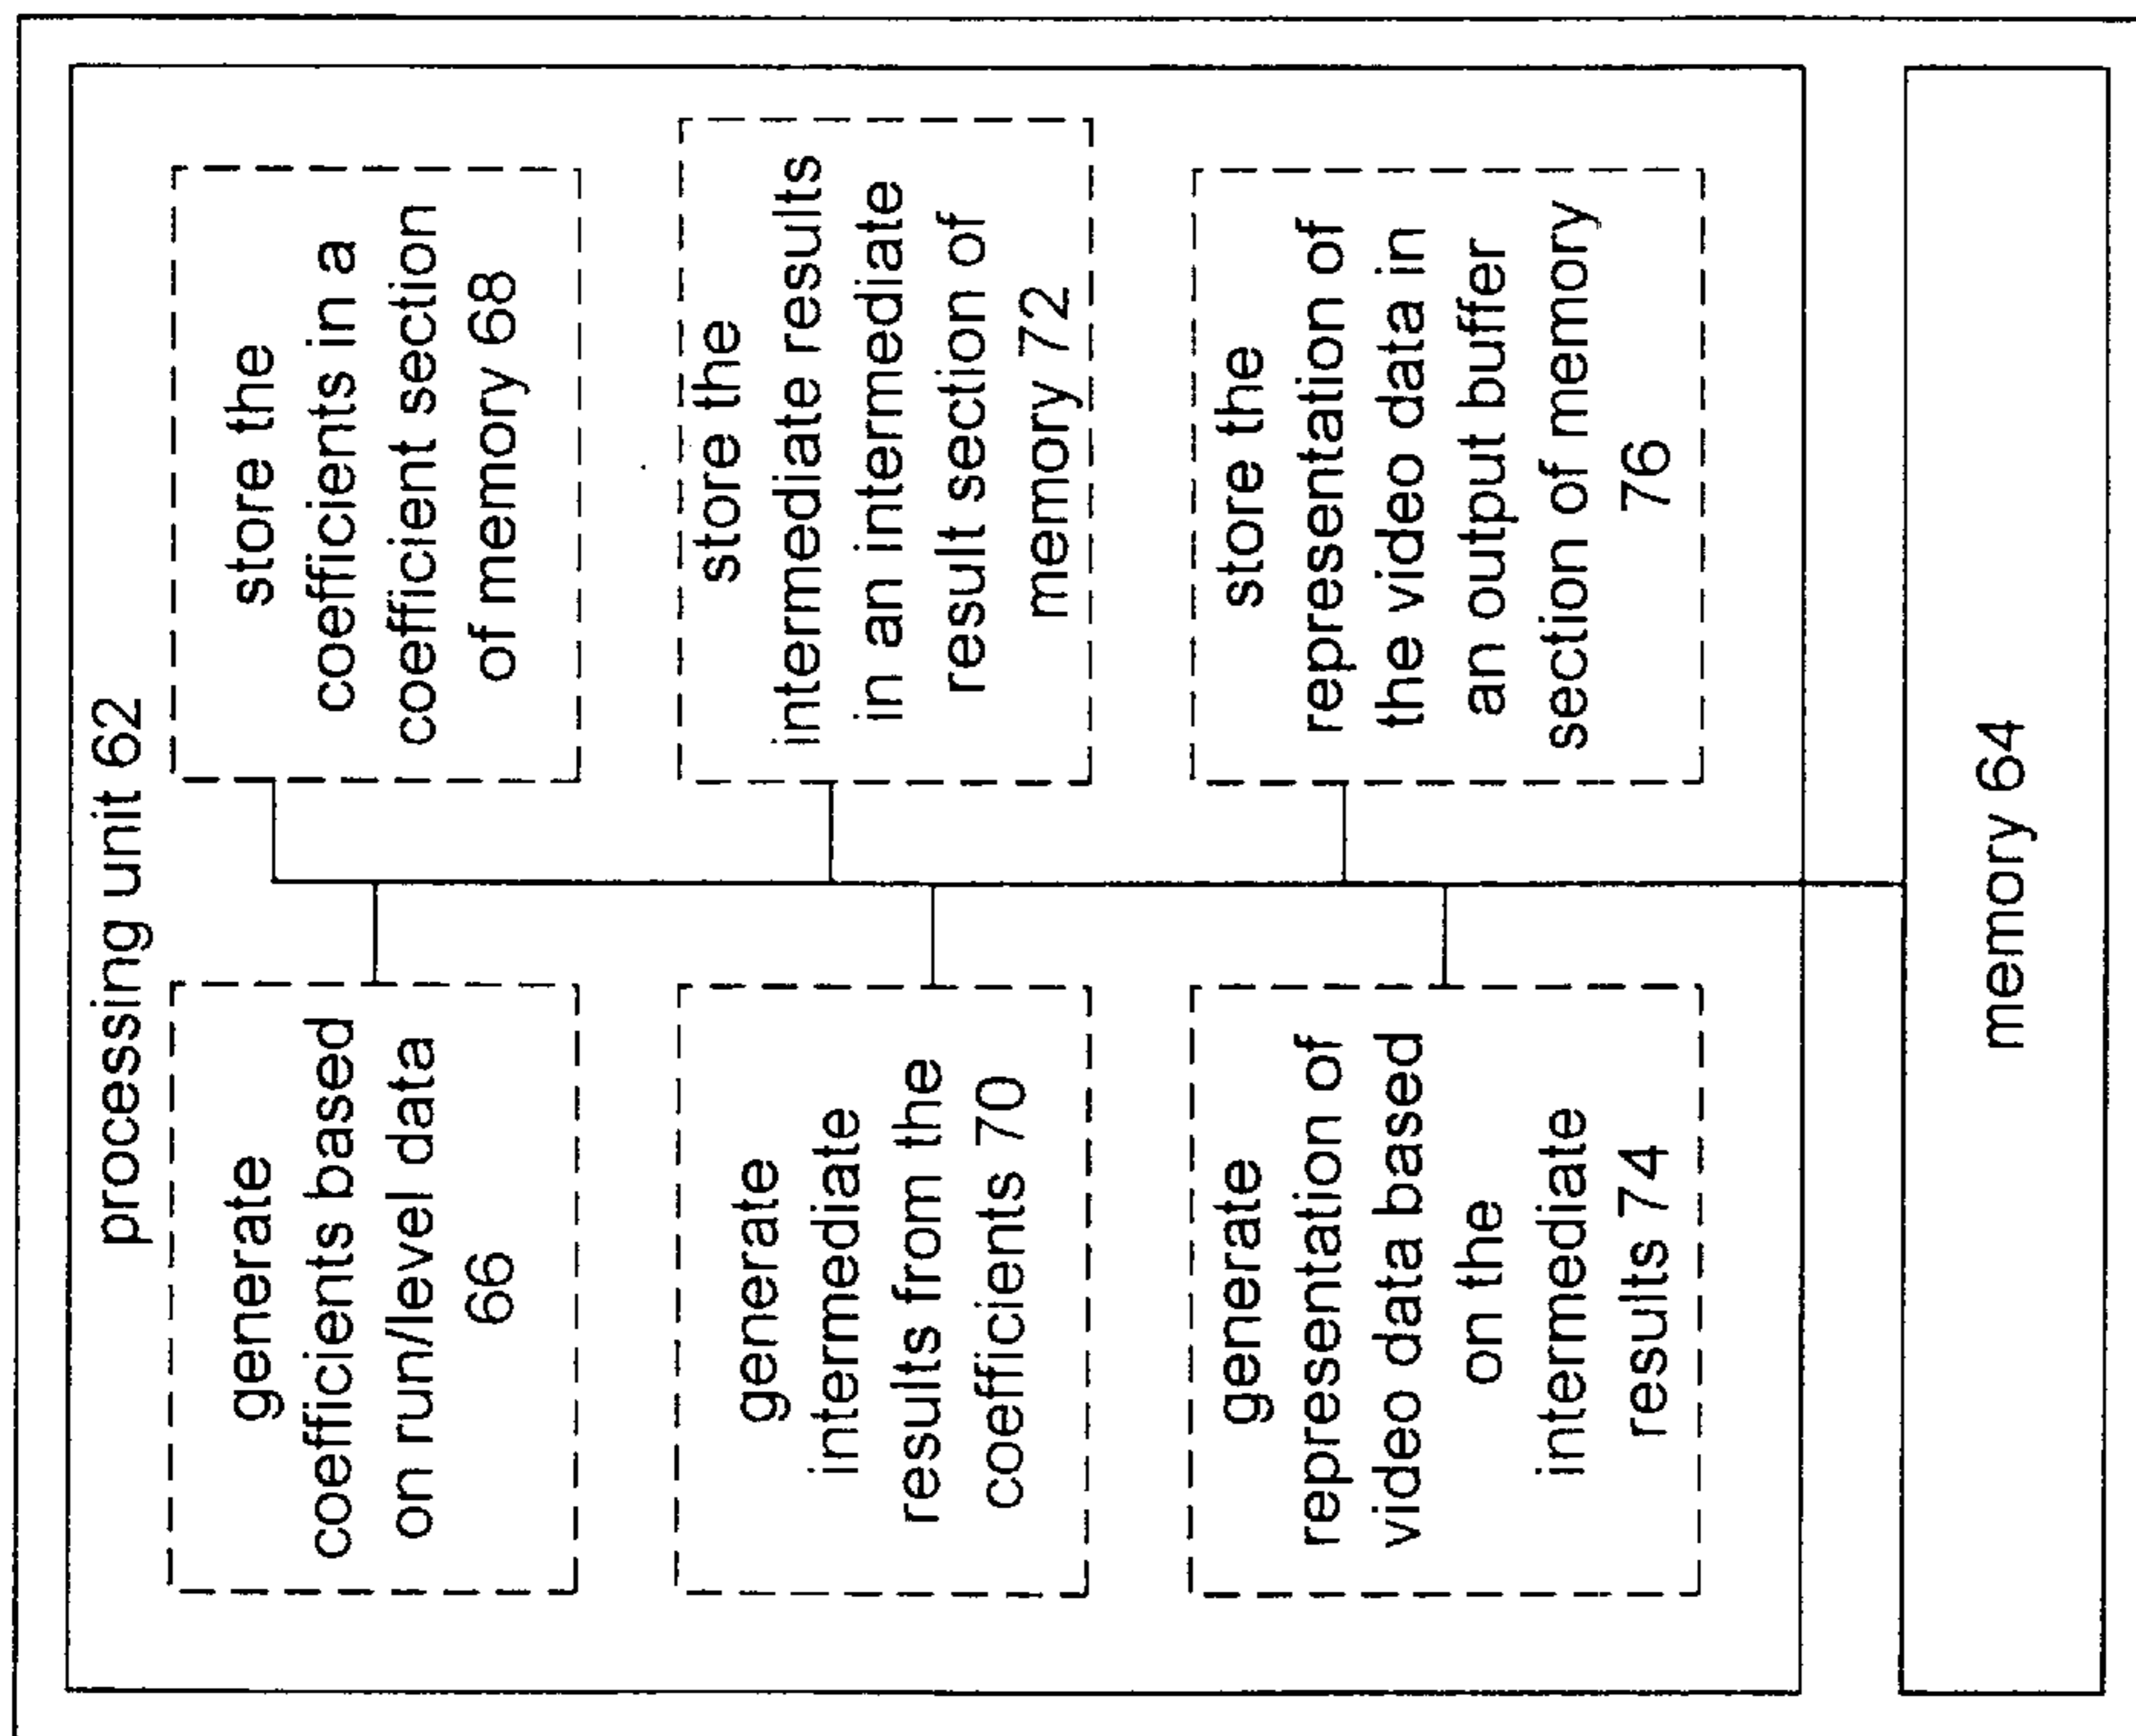 processing unit 62
generate
coefficients based
on run/level data
66
store the
coefficients in a
coefficient section
of memory 68
generate
intermediate
results from the
coefficients 70
store the
intermediate results
in an intermediate
result section of
memory 72
generate
representation of
video data based
on the
intermediate
results 74
store the
representation of
the video data in
an output buffer
section of memory
76
memory 64